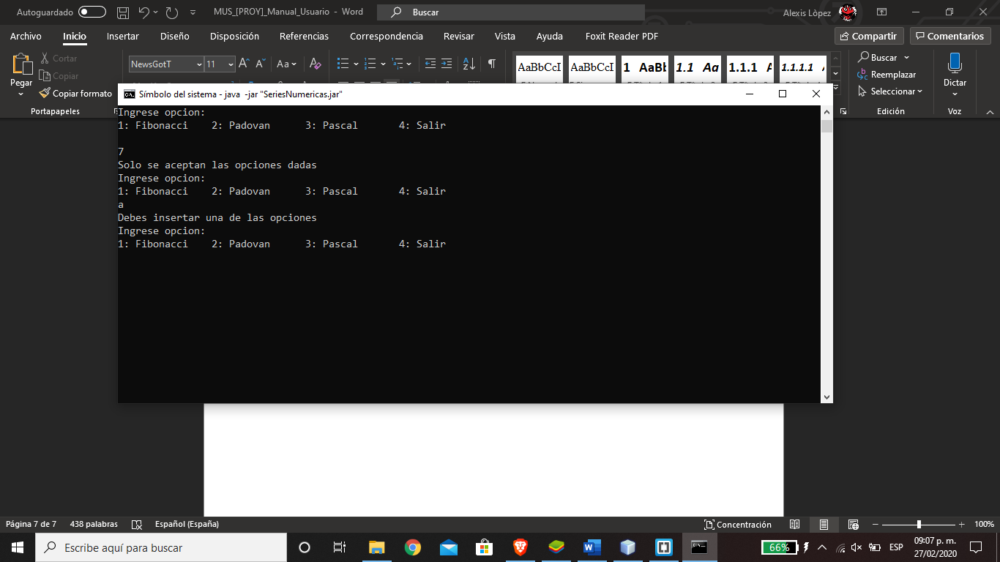 Autoguardado MUS_[PROY]_Manual_Usuario - Word Buscar Alexis Lòpez
Archivo Inicio Insertar Diseño Disposición Referencias Correspondencia Revisar Vista Ayuda Foxit Reader PDF Compartir Comentarios
Pegar
Cortar
Copiar
Copiar formato
Portapapeles
NewsGotT 11
Aa
AaBbCcI AaBbCcI 1 AaBb 1.1 Aa 1.1.1 A 1.1.1.1 A
Buscar
Reemplazar
Seleccionar
Edición
Dictar
Voz
Símbolo del sistema - java -jar "SeriesNumericas.jar"
Ingrese opcion:
1: Fibonacci 2: Padovan 3: Pascal 4: Salir
7
Solo se aceptan las opciones dadas
Ingrese opcion:
1: Fibonacci 2: Padovan 3: Pascal 4: Salir
a
Debes insertar una de las opciones
Ingrese opcion:
1: Fibonacci 2: Padovan 3: Pascal 4: Salir
Página 7 de 7 438 palabras Español (España) Concentración 100%
Escribe aquí para buscar 66% ESP 09:07 p. m.
27/02/2020